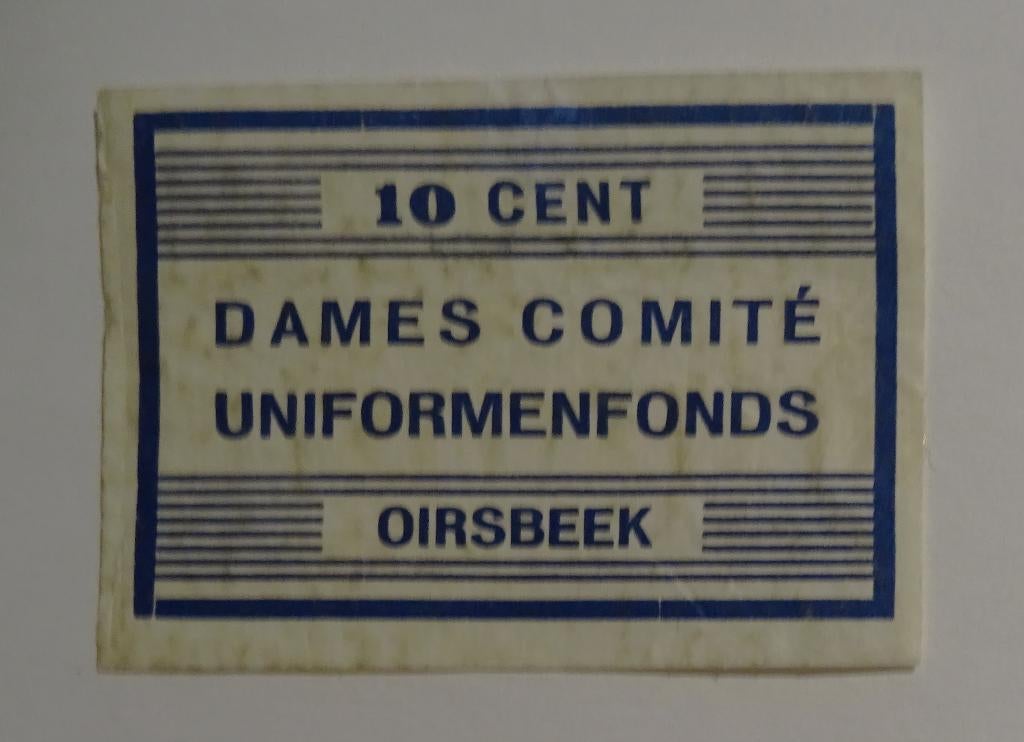 10 CENT
DAMES COMITÉ
UNIFORMENFONDS
OIRSBEEK